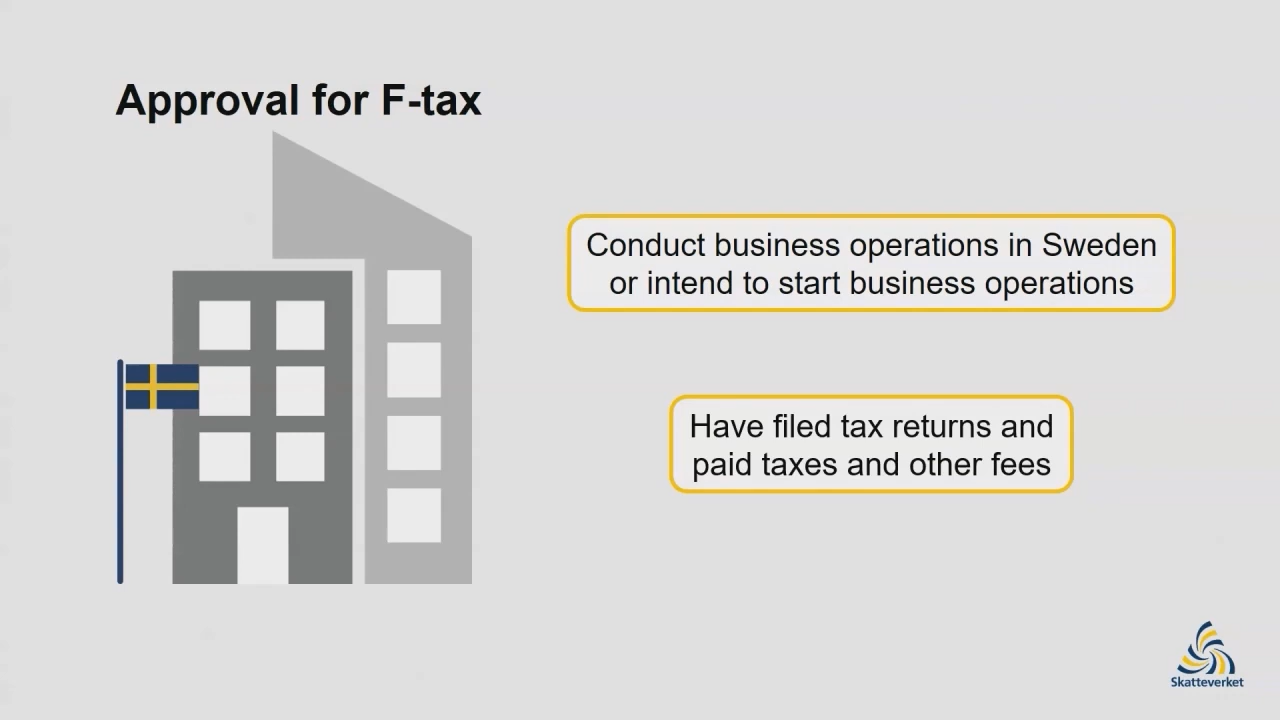 Approval for F-tax
Conduct business operations in Sweden
or intend to start business operations
Have filed tax returns and
paid taxes and other fees
Skatteverket